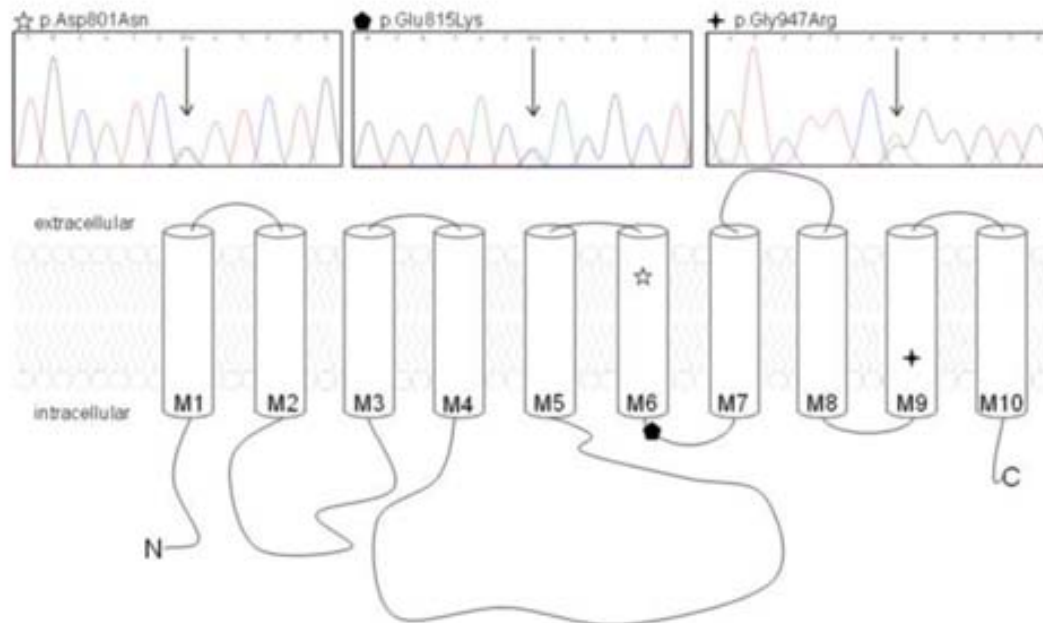 p.Asp801Asn
p.Glu815Lys
p.Gly947Arg
extracellular
intracellular
M1 M2 M3 M4 M5 M6 M7 M8 M9 M10
N
C